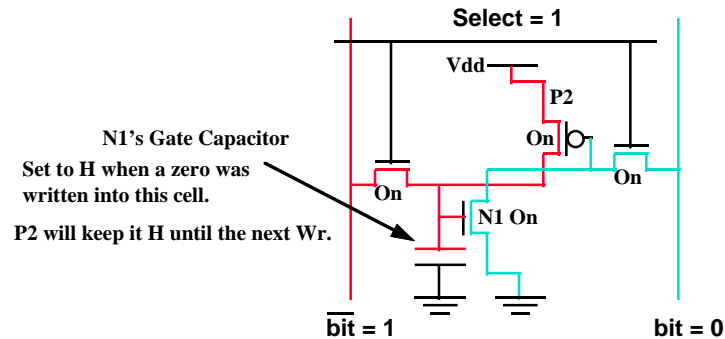 Select = 1
Vdd
P2
N1's Gate Capacitor
On
Set to H when a zero was
written into this cell.
On
On
P2 will keep it H until the next Wr.
N1 On
b̅i̅t̅ = 1
bit = 0